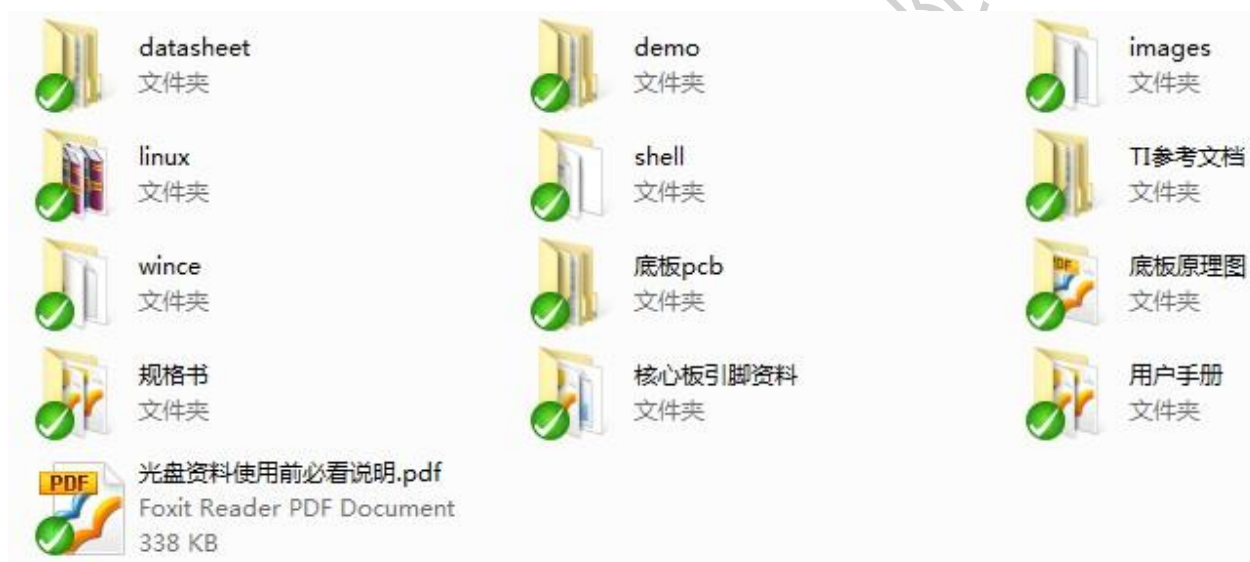 datasheet
文件夹
demo
文件夹
images
文件夹
linux
文件夹
shell
文件夹
TI参考文档
文件夹
wince
文件夹
底板pcb
文件夹
底板原理图
文件夹
规格书
文件夹
核心板引脚资料
文件夹
用户手册
文件夹
PDF
光盘资料使用前必看说明.pdf
Foxit Reader PDF Document
338 KB